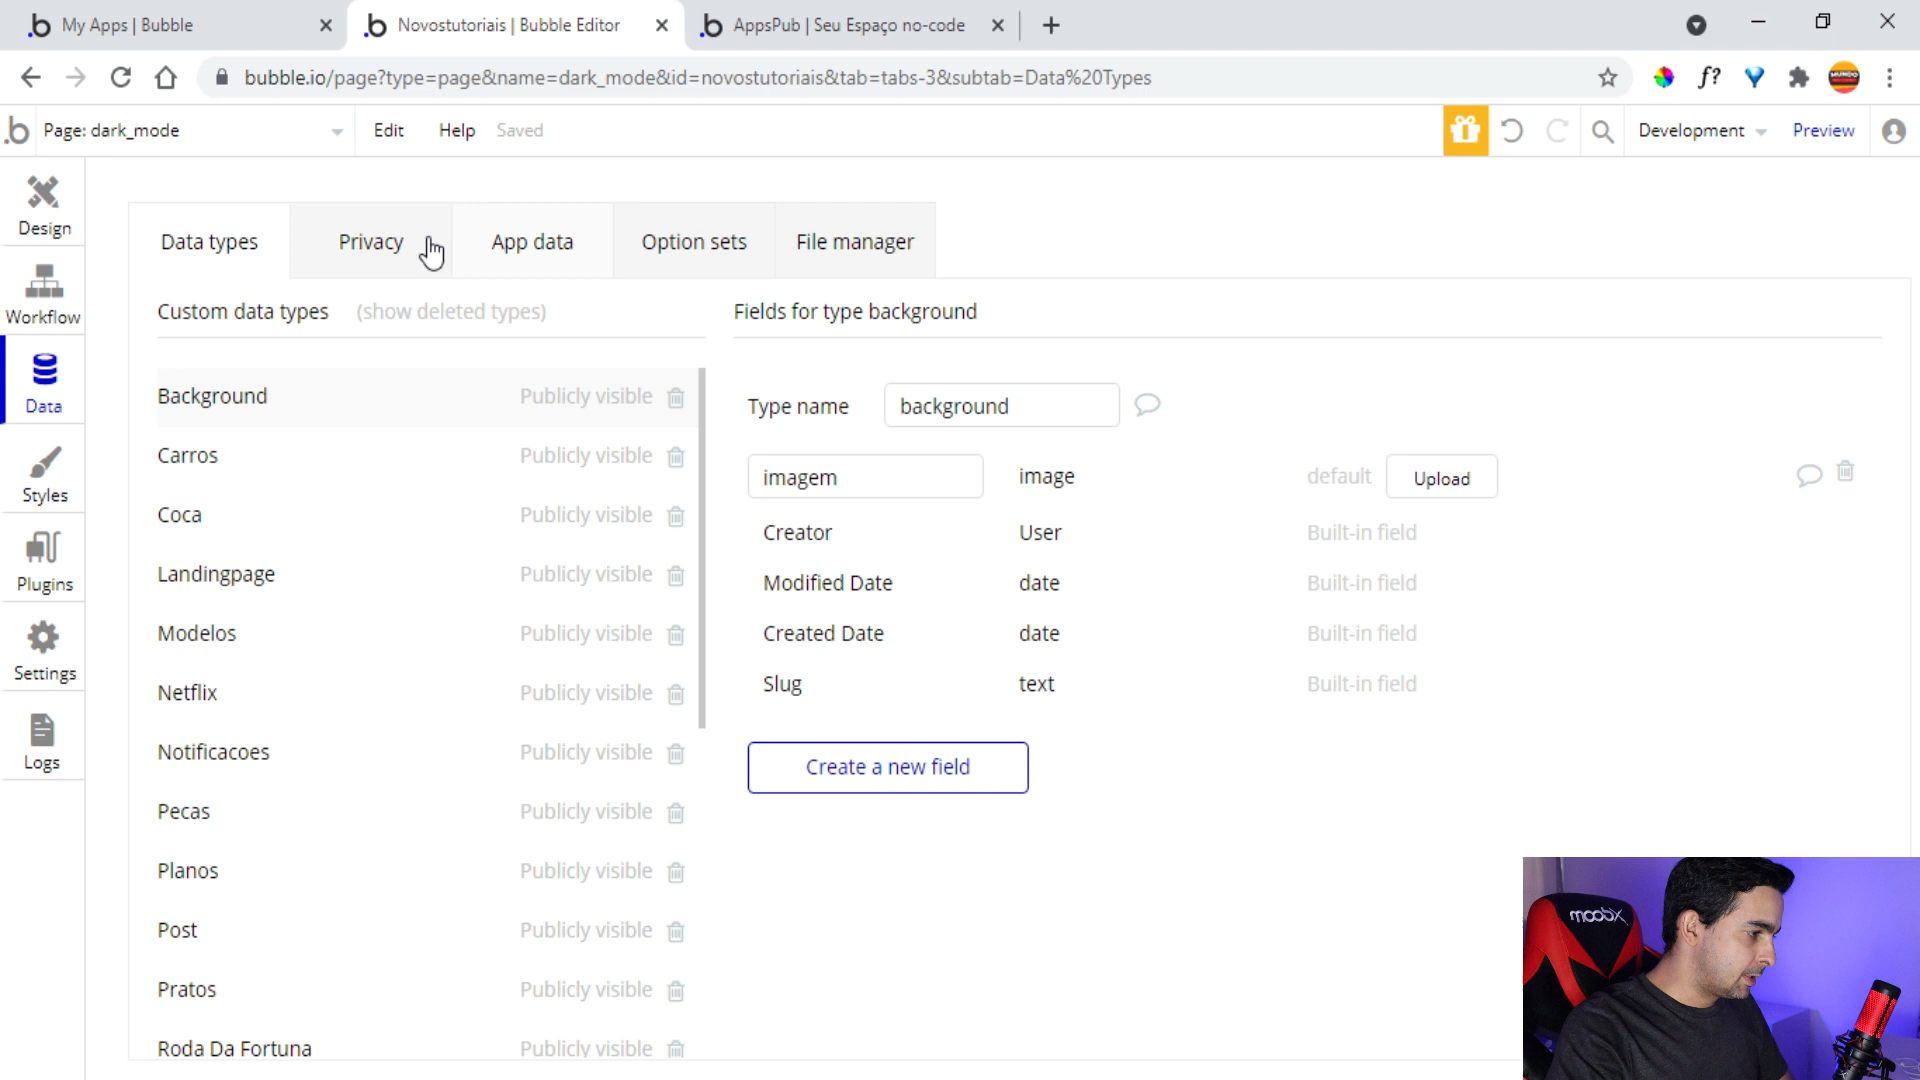 My Apps | Bubble
Novostutoriais | Bubble Editor
AppsPub | Seu Espaço no-code
bubble.io/page?type=page&name=dark_mode&id=novostutoriais&tab=tabs-3&subtab=Data%20Types
f?
Page: dark_mode
Edit
Help
Saved
Development
Preview
Design
Workflow
Data
Styles
Plugins
Settings
Logs
Data types
Privacy
App data
Option sets
File manager
Custom data types
(show deleted types)
Fields for type background
Background Publicly visible
Carros Publicly visible
Coca Publicly visible
Landingpage Publicly visible
Modelos Publicly visible
Netflix Publicly visible
Notificacoes Publicly visible
Pecas Publicly visible
Planos Publicly visible
Post Publicly visible
Pratos Publicly visible
Roda Da Fortuna Publicly visible
Type name background
imagem image default Upload
Creator User Built-in field
Modified Date date Built-in field
Created Date date Built-in field
Slug text Built-in field
Create a new field
moobx